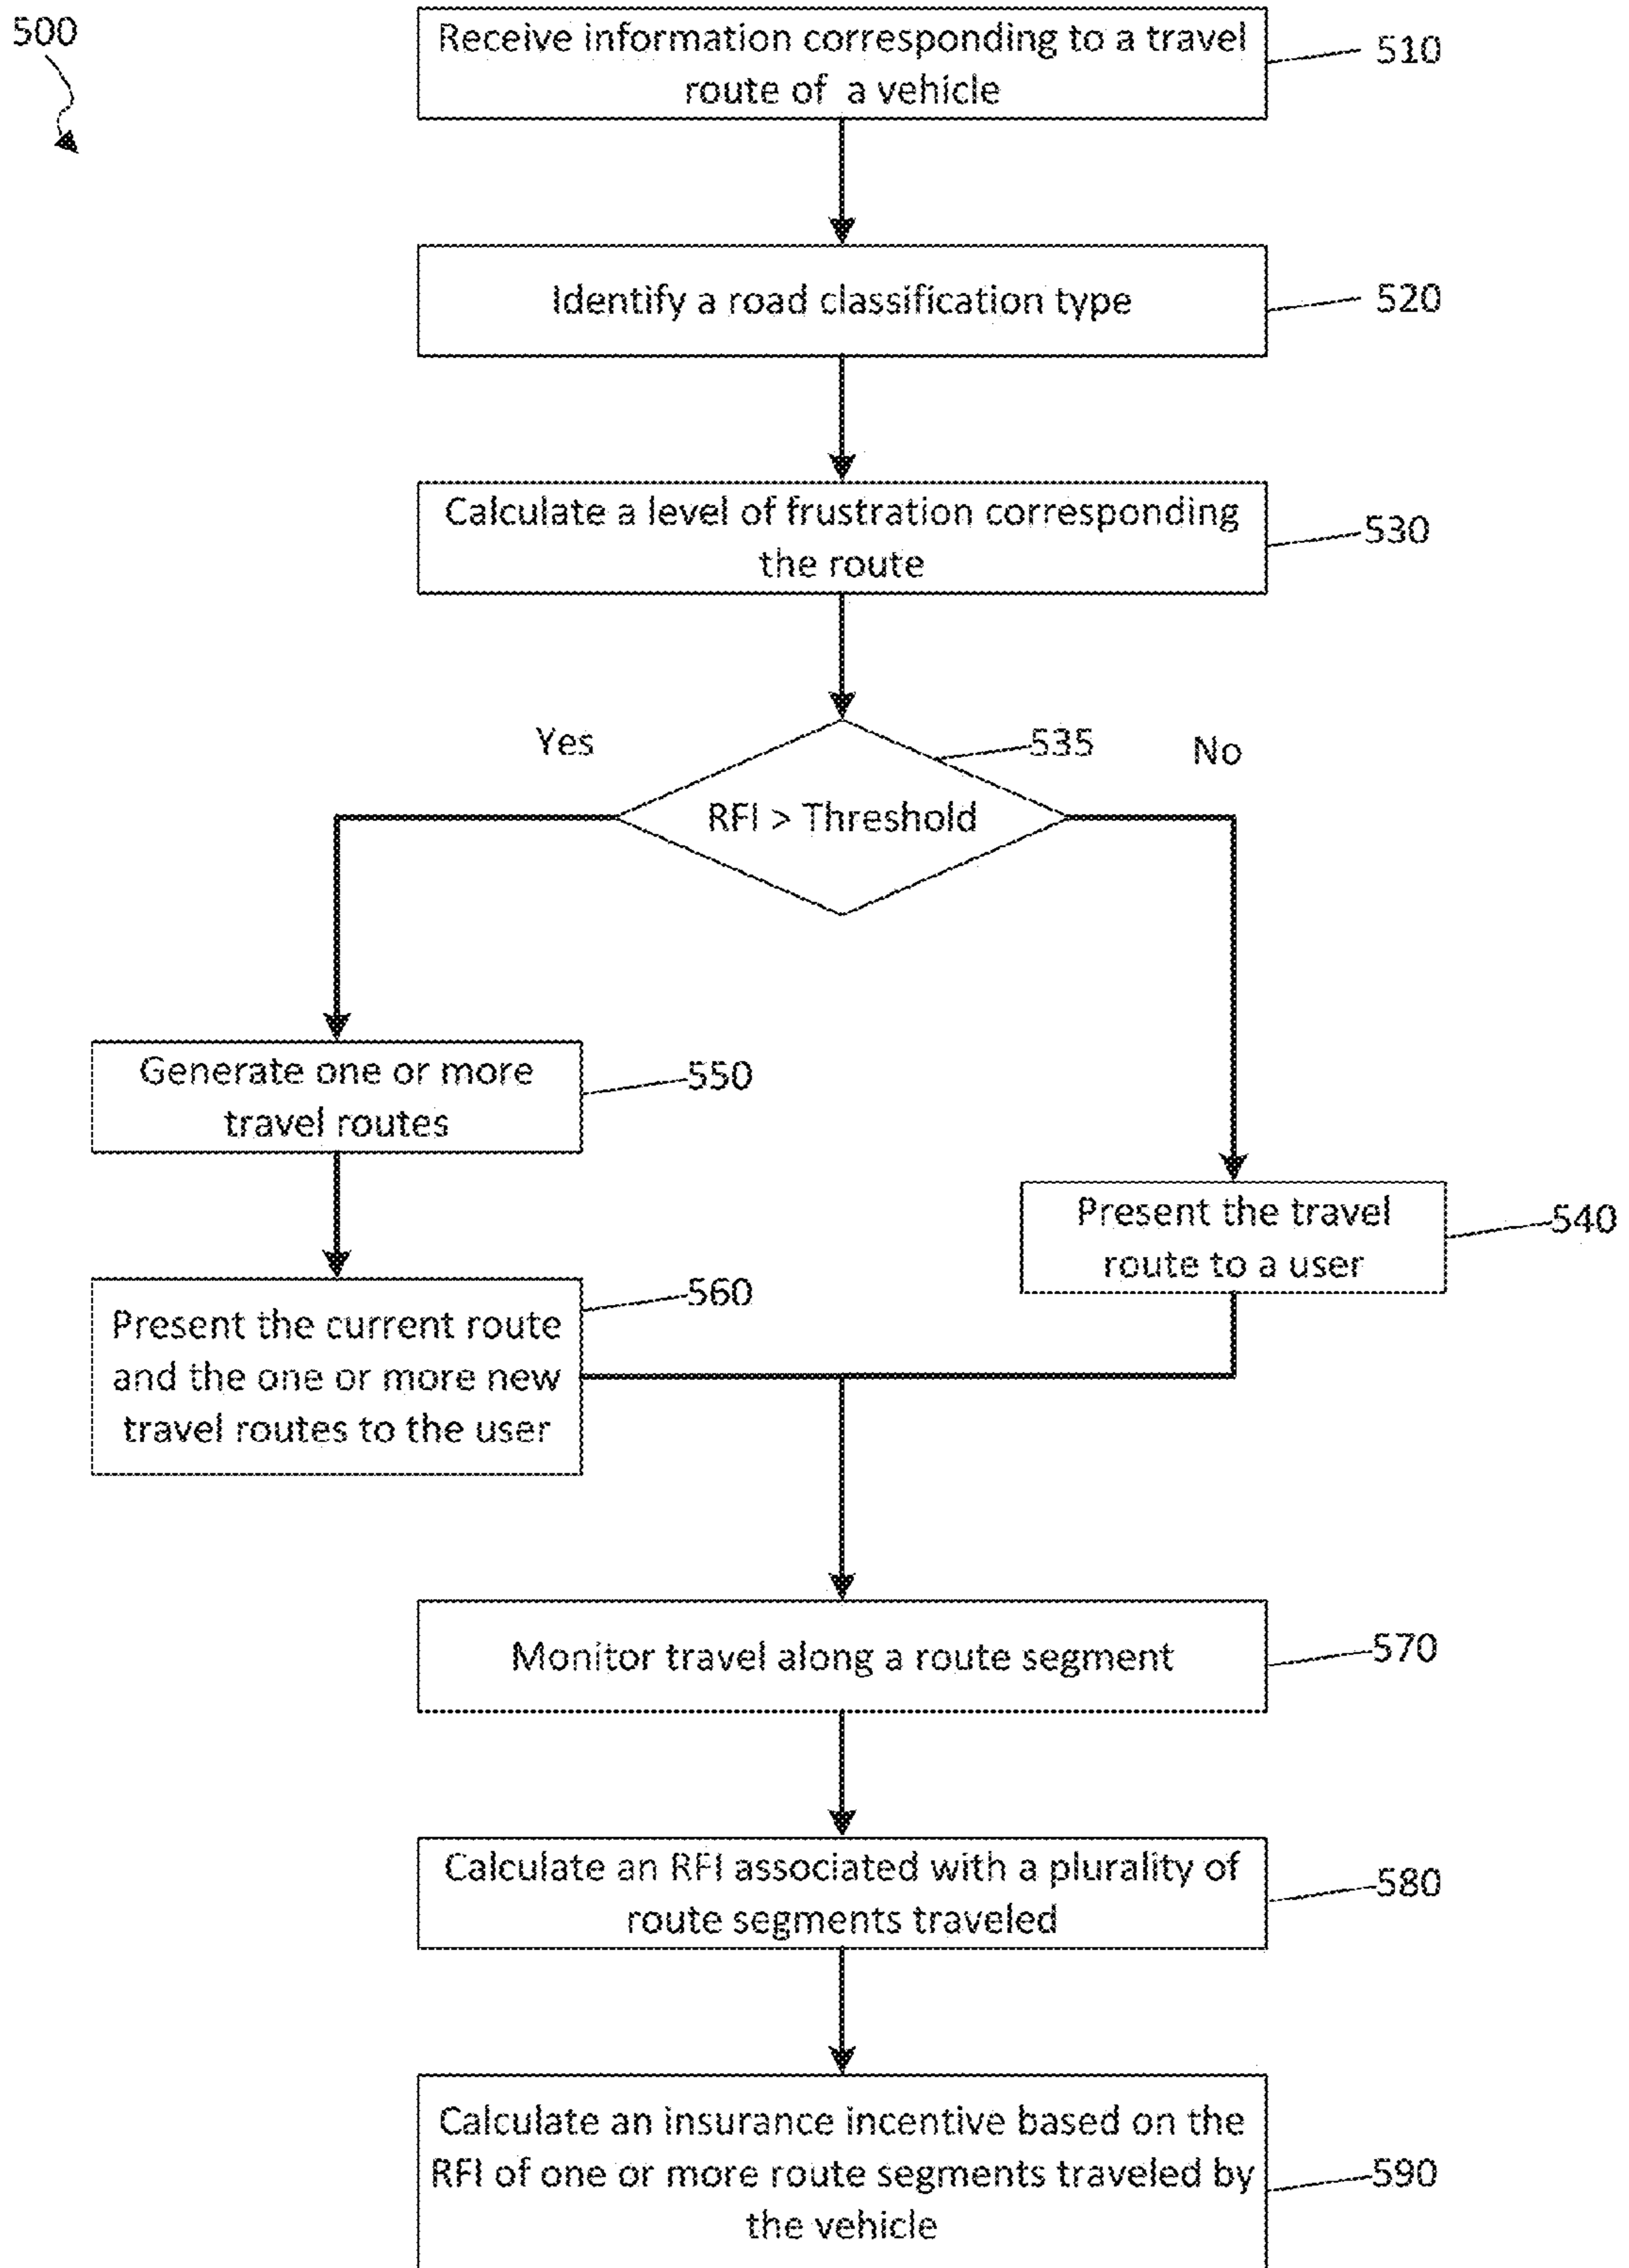 500
Receive information corresponding to a travel
route of a vehicle
510
Identify a road classification type
520
Calculate a level of frustration corresponding
the route
530
Yes
535
No
RFI > Threshold
Generate one or more
travel routes
550
Present the travel
route to a user
540
560
Present the current route
and the one or more new
travel routes to the user
Monitor travel along a route segment
570
Calculate an RFI associated with a plurality of
route segments traveled
580
Calculate an insurance incentive based on the
RFI of one or more route segments traveled by
the vehicle
590